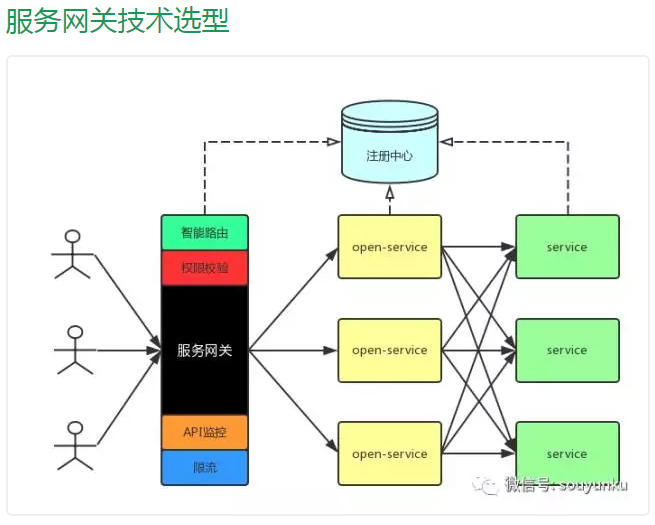 服务网关技术选型
注册中心
智能路由
权限校验
服务网关
API监控
限流
open-service
service
open-service
service
open-service
service
微信号: souyunku